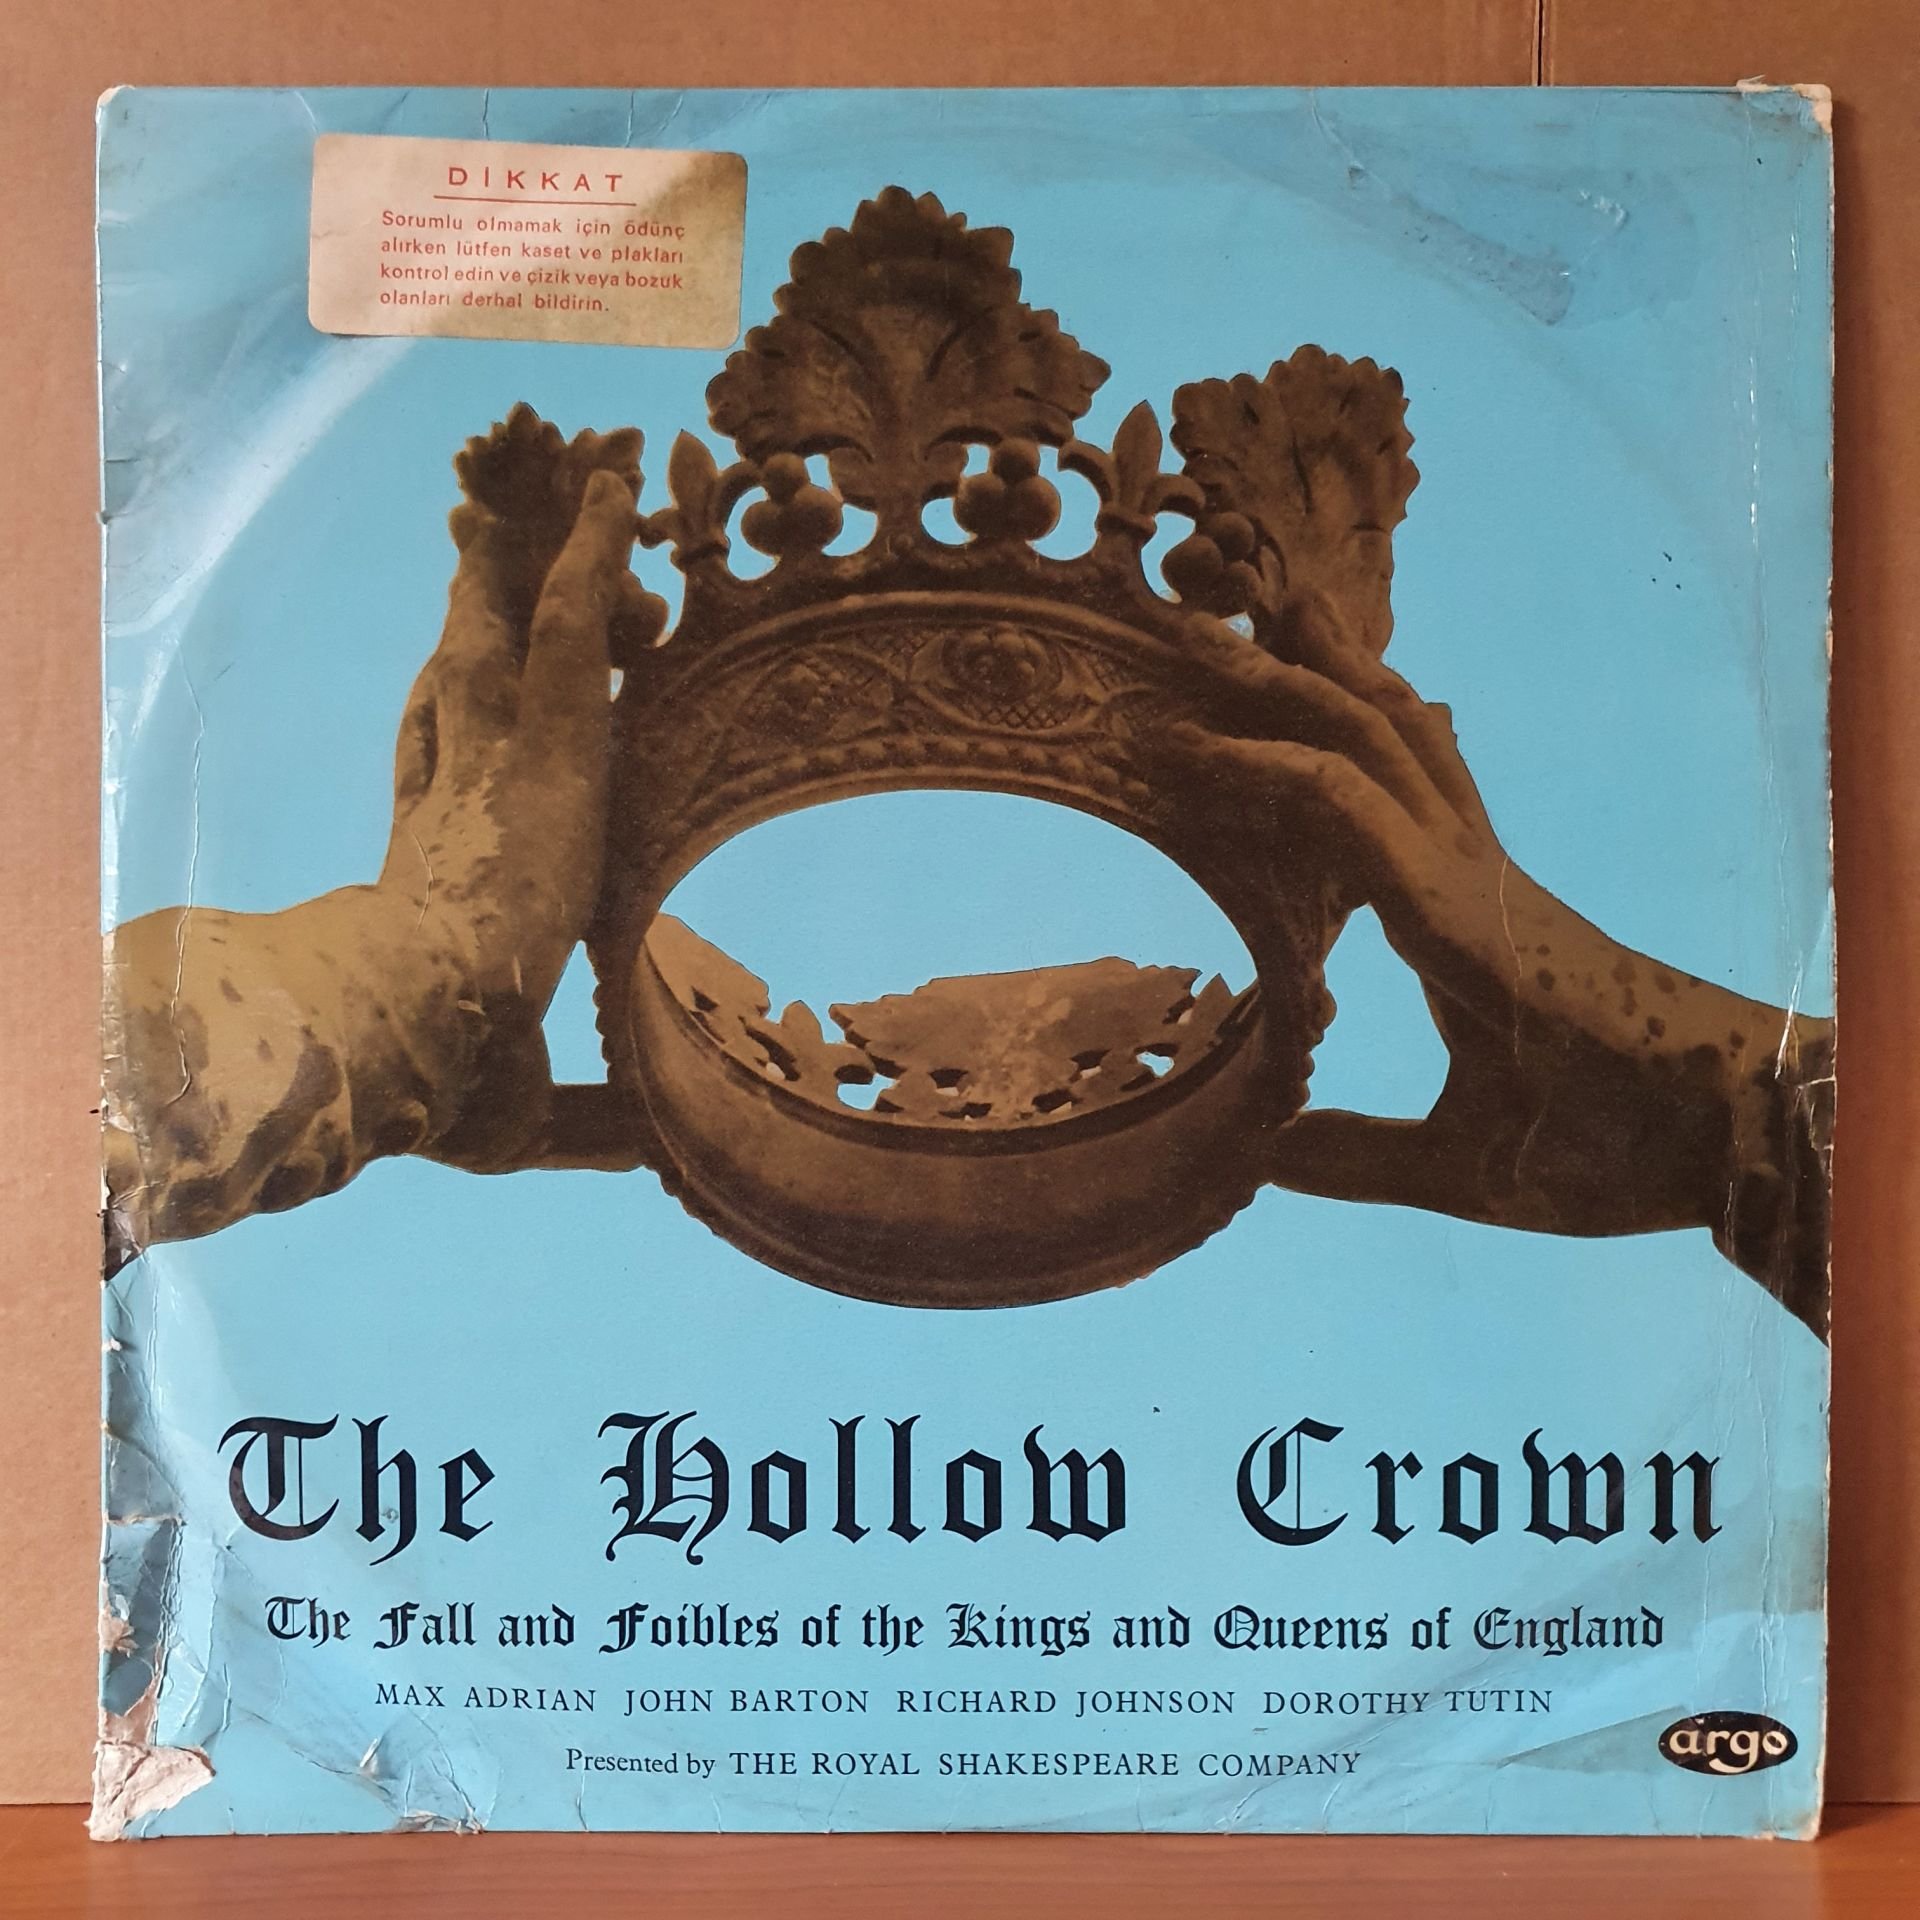 DİKKAT
Sorumlu olmamak için ödünç
alırken lütfen kaset ve plakları
kontrol edin ve çizik veya bozuk
olanları derhal bildirin.
The Hollow Crown
The Fall and Foibles of the Kings and Queens of England
MAX ADRIAN JOHN BARTON RICHARD JOHNSON DOROTHY TUTIN
Presented by THE ROYAL SHAKESPEARE COMPANY
argo